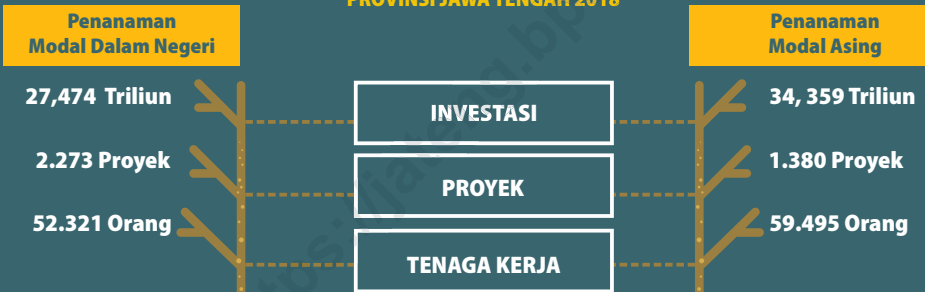 PROVINSI JAWA TENGAH 2018
Penanaman
Modal Dalam Negeri
Penanaman
Modal Asing
27,474 Triliun
INVESTASI
34, 359 Triliun
2.273 Proyek
PROYEK
1.380 Proyek
52.321 Orang
TENAGA KERJA
59.495 Orang